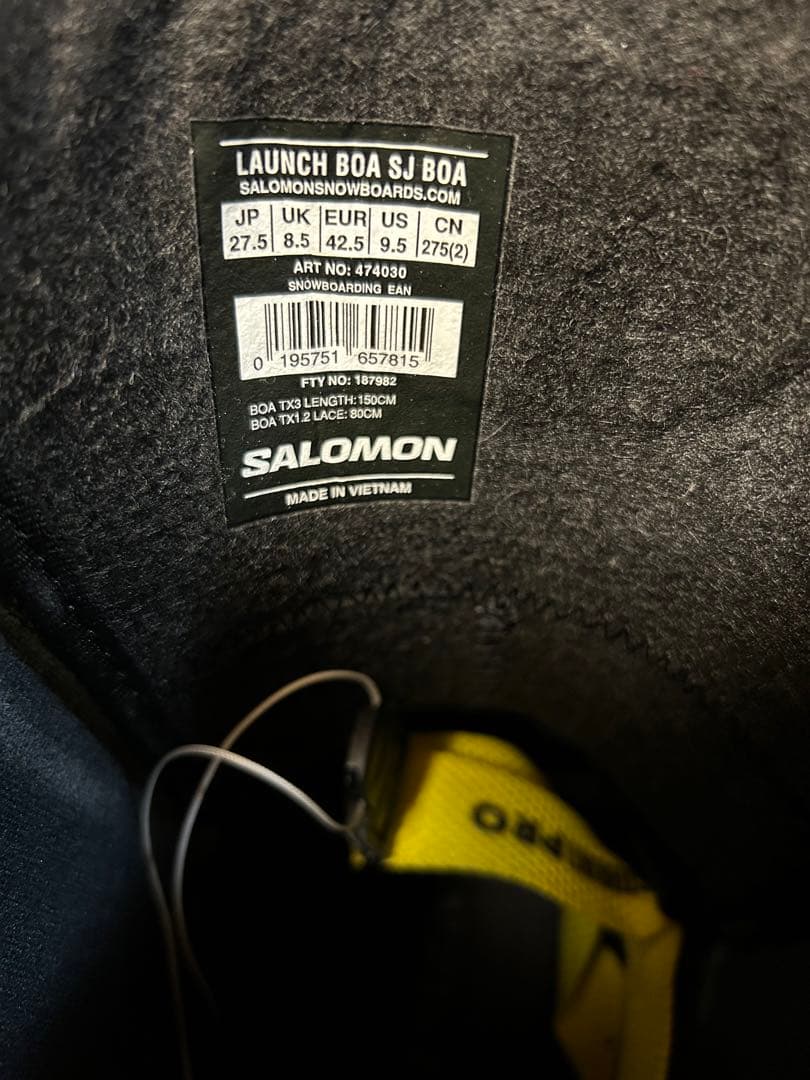 LAUNCH BOA SJ BOA
SALOMONSNOWBOARDS.COM
JP UK EUR US CN
27.5 8.5 42.5 9.5 275(2)
ART NO: 474030
SNOWBOARDING EAN
0 195751 657815
FTY NO: 187982
BOA TX3 LENGTH:150CM
BOA TX1.2 LACE: 80CM
SALOMON
MADE IN VIETNAM